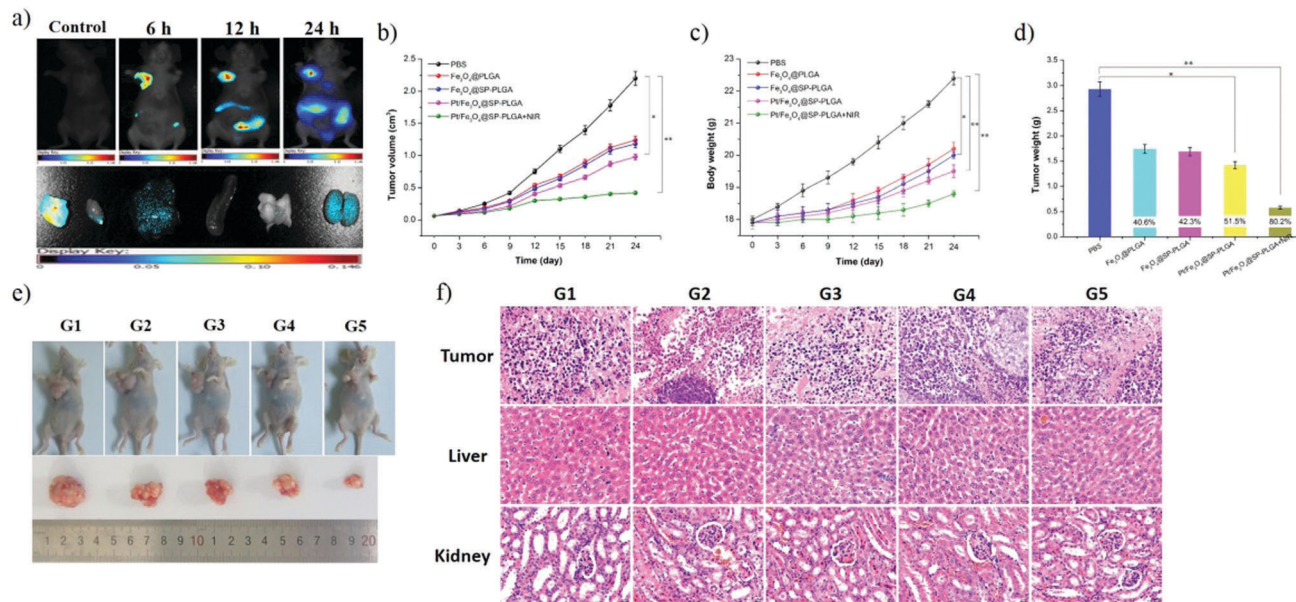 a)
Control 6 h 12 h 24 h
Display Key:
0 0.05 0.10 0.146
b)
Tumor volume (cm³)
2.5
2.0
1.5
1.0
0.5
0.0
PBS
Fe₃O₄@PLGA
Fe₃O₄@SP-PLGA
Pt/Fe₃O₄@SP-PLGA
Pt/Fe₃O₄@SP-PLGA+NIR
*
**
0 3 6 9 12 15 18 21 24
Time (day)
c)
Body weight (g)
23
22
21
20
19
18
17
PBS
Fe₃O₄@PLGA
Fe₃O₄@SP-PLGA
Pt/Fe₃O₄@SP-PLGA
Pt/Fe₃O₄@SP-PLGA+NIR
*
**
**
0 3 6 9 12 15 18 21 24
Time (day)
d)
Tumor weight (g)
3.5
3.0
2.5
2.0
1.5
1.0
0.5
0.0
**
*
40.6% 42.3% 51.5% 80.2%
PBS
Fe₃O₄@PLGA
Fe₃O₄@SP-PLGA
Pt/Fe₃O₄@SP-PLGA
Pt/Fe₃O₄@SP-PLGA+NIR
e)
G1 G2 G3 G4 G5
1 2 3 4 5 6 7 8 9 10 1 2 3 4 5 6 7 8 9 20
f)
G1 G2 G3 G4 G5
Tumor
Liver
Kidney